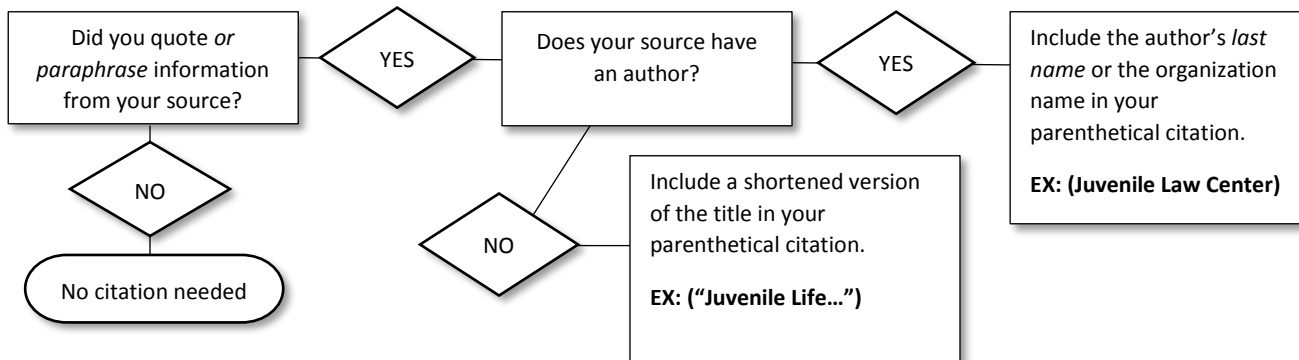 Did you quote or
paraphrase information
from your source?
YES
Does your source have
an author?
YES
Include the author’s last
name or the organization
name in your
parenthetical citation.
EX: (Juvenile Law Center)
NO
No citation needed
NO
Include a shortened version
of the title in your
parenthetical citation.
EX: (“Juvenile Life…”)